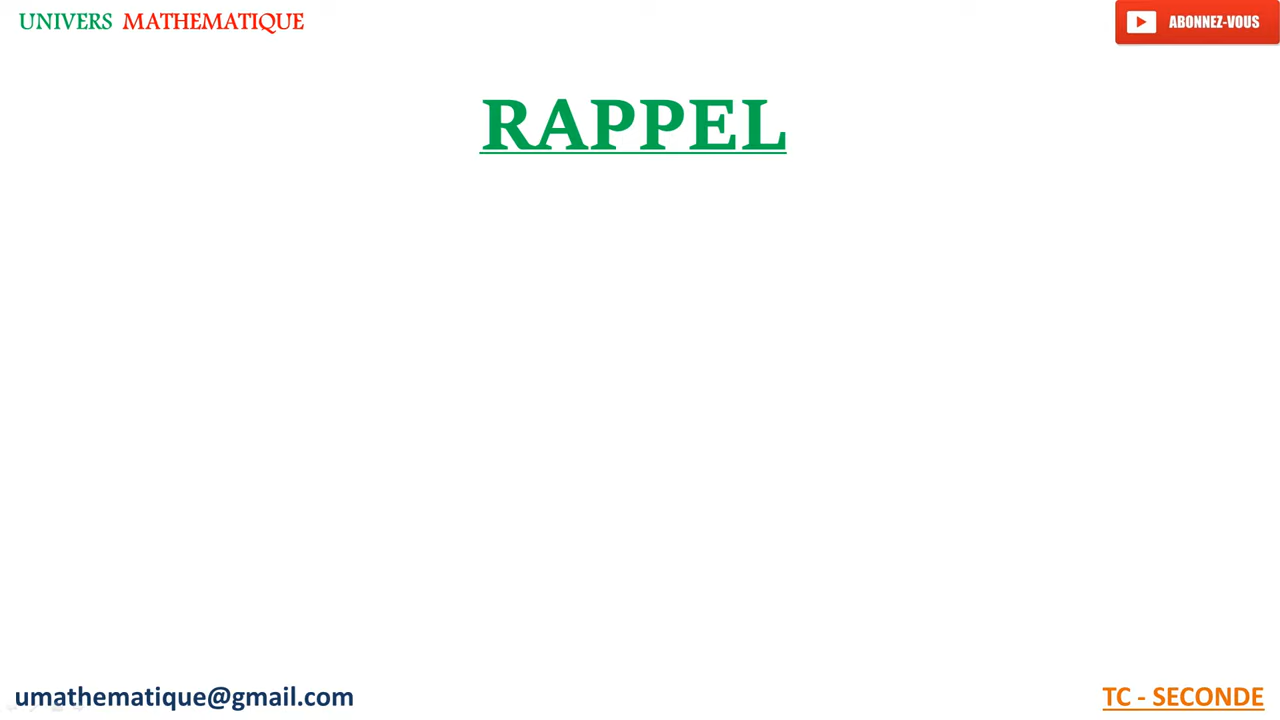 UNIVERS MATHEMATIQUE
ABONNEZ-VOUS
RAPPEL
umathematique@gmail.com
TC - SECONDE